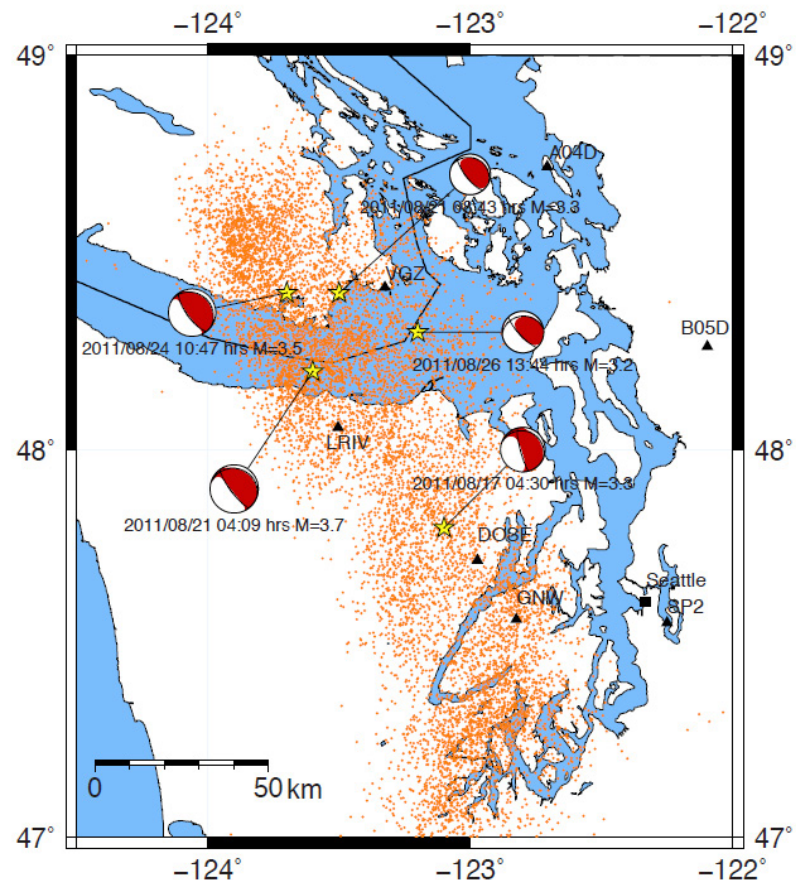 −124° −123° −122°
49° 49°
A04D
2011/08/21 08:43 hrs M=3.3
VGZ
B05D
2011/08/24 10:47 hrs M=3.5
2011/08/26 13:44 hrs M=3.2
LRIV
48° 48°
2011/08/17 04:30 hrs M=3.3
2011/08/21 04:09 hrs M=3.7
DOSE
Seattle
GNW
SP2
0 50 km
47° 47°
−124° −123° −122°